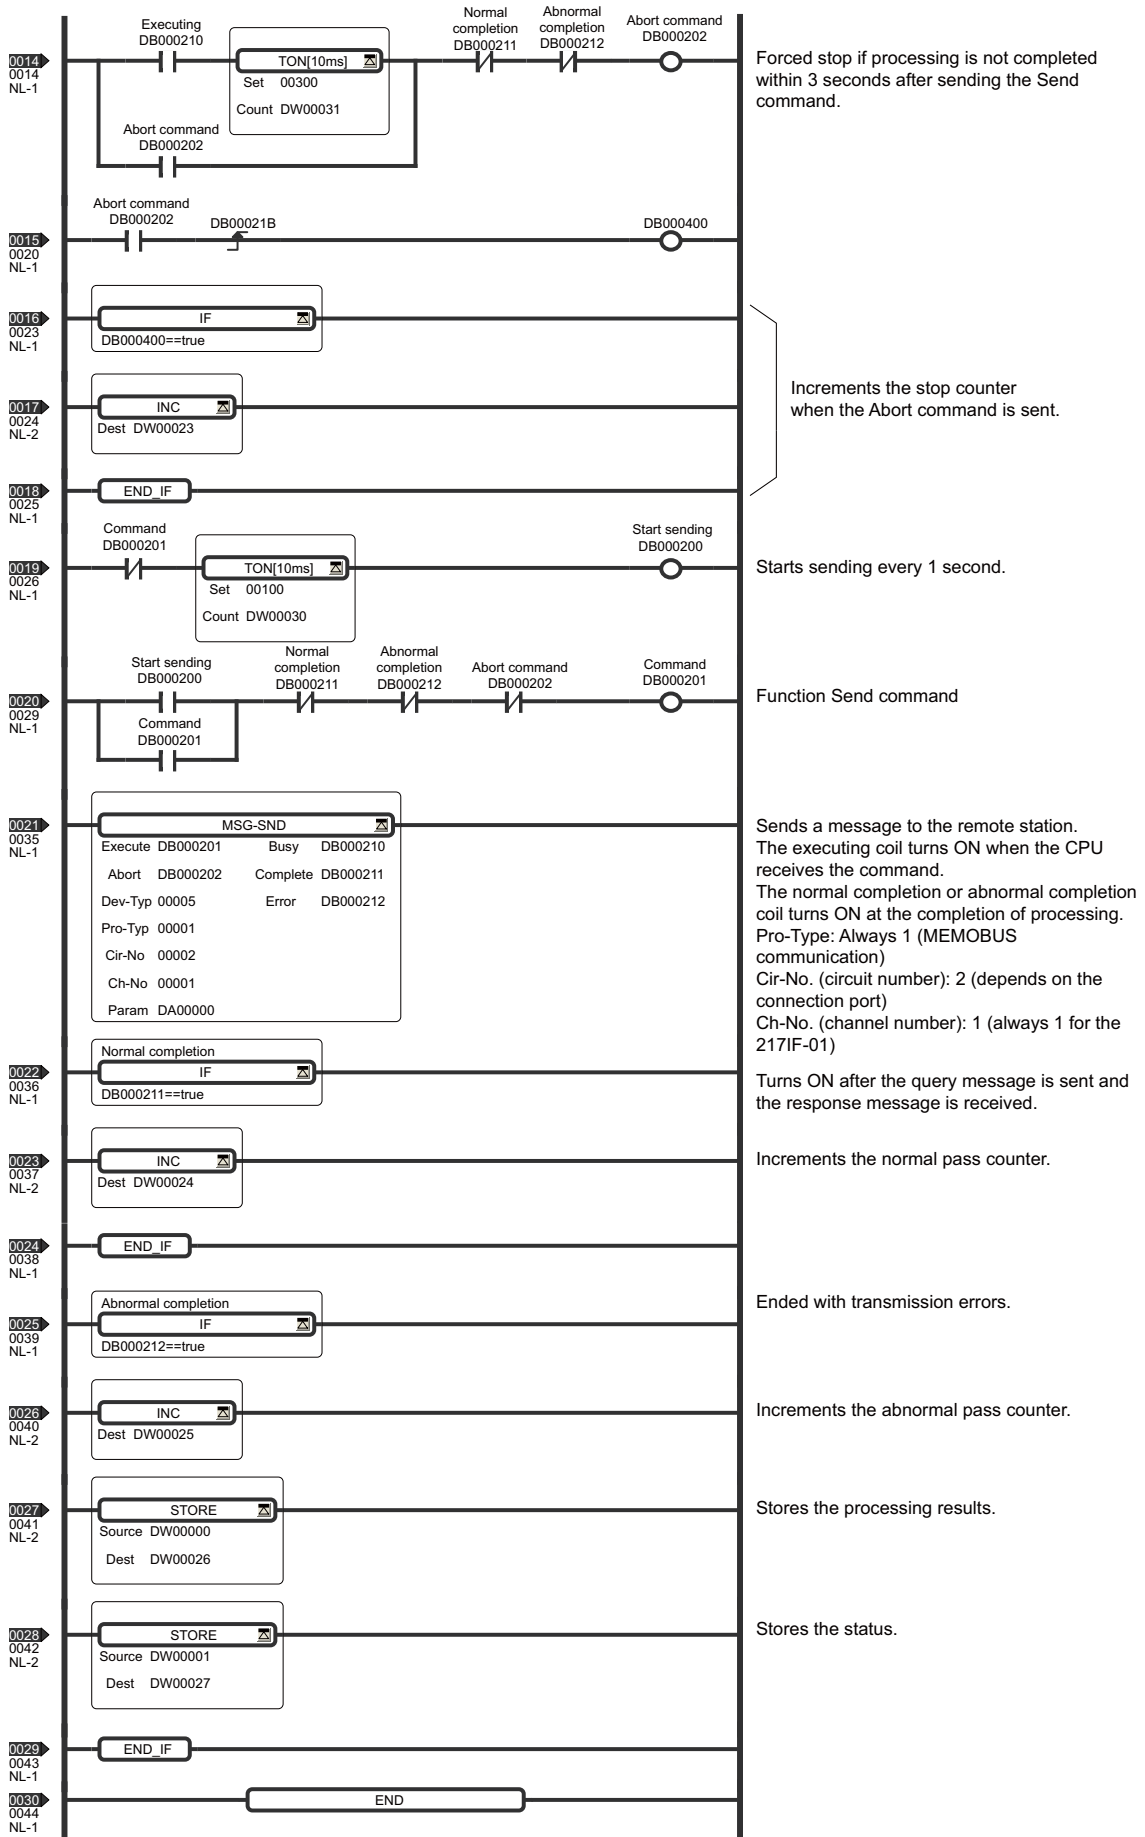 Executing
DB000210
Normal
completion
DB000211
Abnormal
completion
DB000212
Abort command
DB000202
0014
0014
NL-1
TON[10ms]
Set 00300
Count DW00031
Abort command
DB000202
Forced stop if processing is not completed
within 3 seconds after sending the Send
command.
Abort command
DB000202
DB00021B
DB000400
0015
0020
NL-1
0016
0023
NL-1
IF
DB000400==true
0017
0024
NL-2
INC
Dest DW00023
Increments the stop counter
when the Abort command is sent.
0018
0025
NL-1
END_IF
Command
DB000201
Start sending
DB000200
0019
0026
NL-1
TON[10ms]
Set 00100
Count DW00030
Starts sending every 1 second.
Start sending
DB000200
Normal
completion
DB000211
Abnormal
completion
DB000212
Abort command
DB000202
Command
DB000201
0020
0029
NL-1
Command
DB000201
Function Send command
0021
0035
NL-1
MSG-SND
Execute DB000201 Busy DB000210
Abort DB000202 Complete DB000211
Dev-Typ 00005 Error DB000212
Pro-Typ 00001
Cir-No 00002
Ch-No 00001
Param DA00000
Sends a message to the remote station.
The executing coil turns ON when the CPU
receives the command.
The normal completion or abnormal completion
coil turns ON at the completion of processing.
Pro-Type: Always 1 (MEMOBUS
communication)
Cir-No. (circuit number): 2 (depends on the
connection port)
Ch-No. (channel number): 1 (always 1 for the
217IF-01)
0022
0036
NL-1
Normal completion
IF
DB000211==true
Turns ON after the query message is sent and
the response message is received.
0023
0037
NL-2
INC
Dest DW00024
Increments the normal pass counter.
0024
0038
NL-1
END_IF
0025
0039
NL-1
Abnormal completion
IF
DB000212==true
Ended with transmission errors.
0026
0040
NL-2
INC
Dest DW00025
Increments the abnormal pass counter.
0027
0041
NL-2
STORE
Source DW00000
Dest DW00026
Stores the processing results.
0028
0042
NL-2
STORE
Source DW00001
Dest DW00027
Stores the status.
0029
0043
NL-1
END_IF
0030
0044
NL-1
END